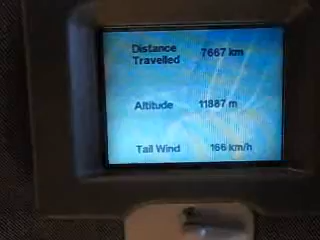 Distance
Travelled 7667 km
Altitude 11887 m
Tail Wind 166 km/h